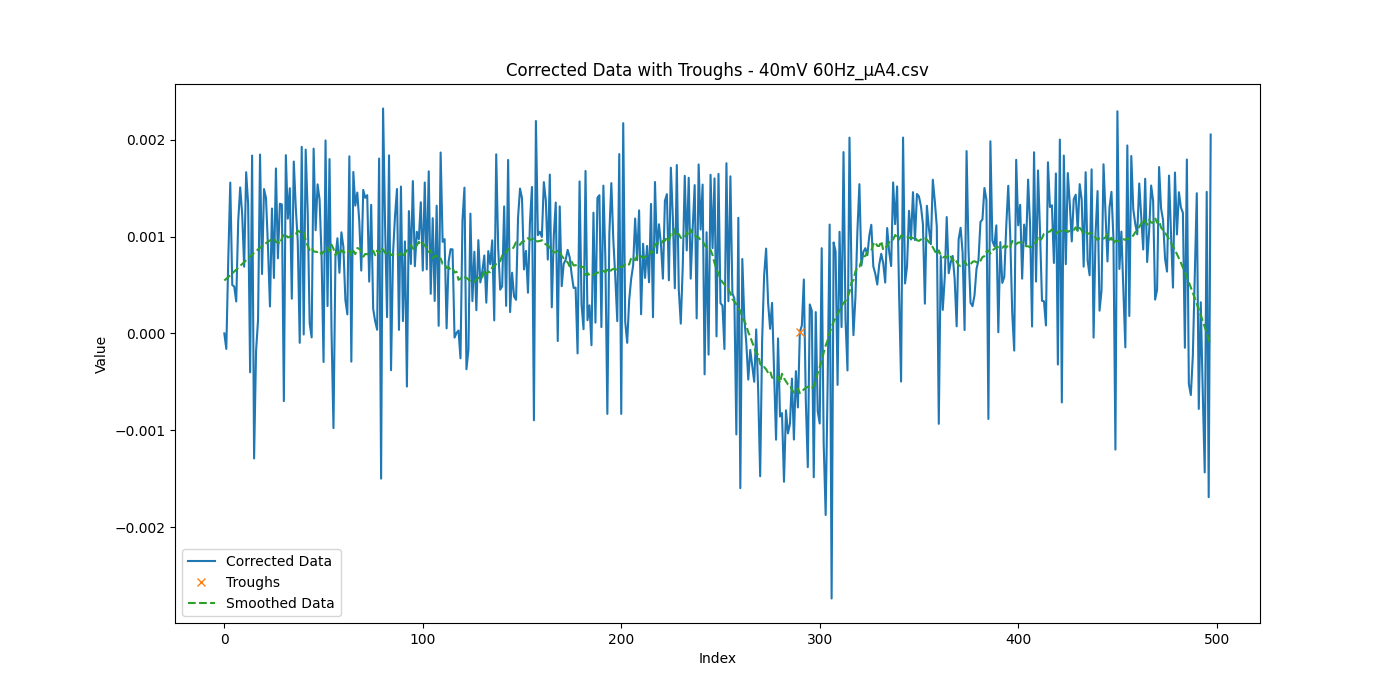 Corrected Data with Troughs - 40mV 60Hz_μA4.csv
0.002
0.001
0.000
−0.001
−0.002
Value
Corrected Data
Troughs
Smoothed Data
0 100 200 300 400 500
Index